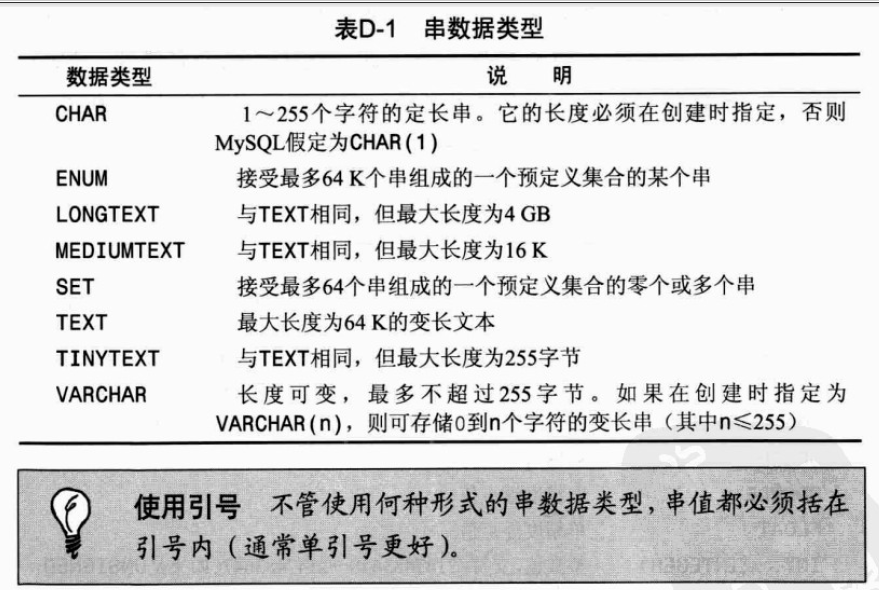 表D-1 串数据类型
数据类型 说 明
CHAR 1～255个字符的定长串。它的长度必须在创建时指定，否则
MySQL假定为CHAR(1)
ENUM 接受最多64 K个串组成的一个预定义集合的某个串
LONGTEXT 与TEXT相同，但最大长度为4 GB
MEDIUMTEXT 与TEXT相同，但最大长度为16 K
SET 接受最多64个串组成的一个预定义集合的零个或多个串
TEXT 最大长度为64 K的变长文本
TINYTEXT 与TEXT相同，但最大长度为255字节
VARCHAR 长度可变，最多不超过255字节。如果在创建时指定为
VARCHAR(n)，则可存储0到n个字符的变长串（其中n≤255）
使用引号 不管使用何种形式的串数据类型，串值都必须括在
引号内（通常单引号更好）。